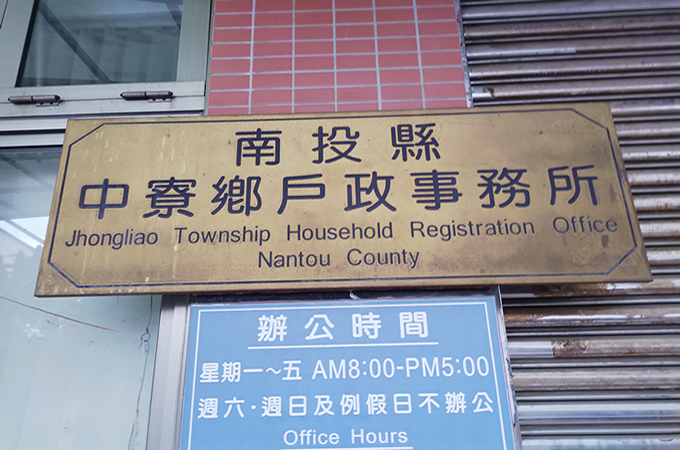 南投縣
中寮鄉戶政事務所
Jhongliao Township Household Registration Office
Nantou County
辦公時間
星期一~五 AM8:00-PM5:00
週六·週日及例假日不辦公
Office Hours